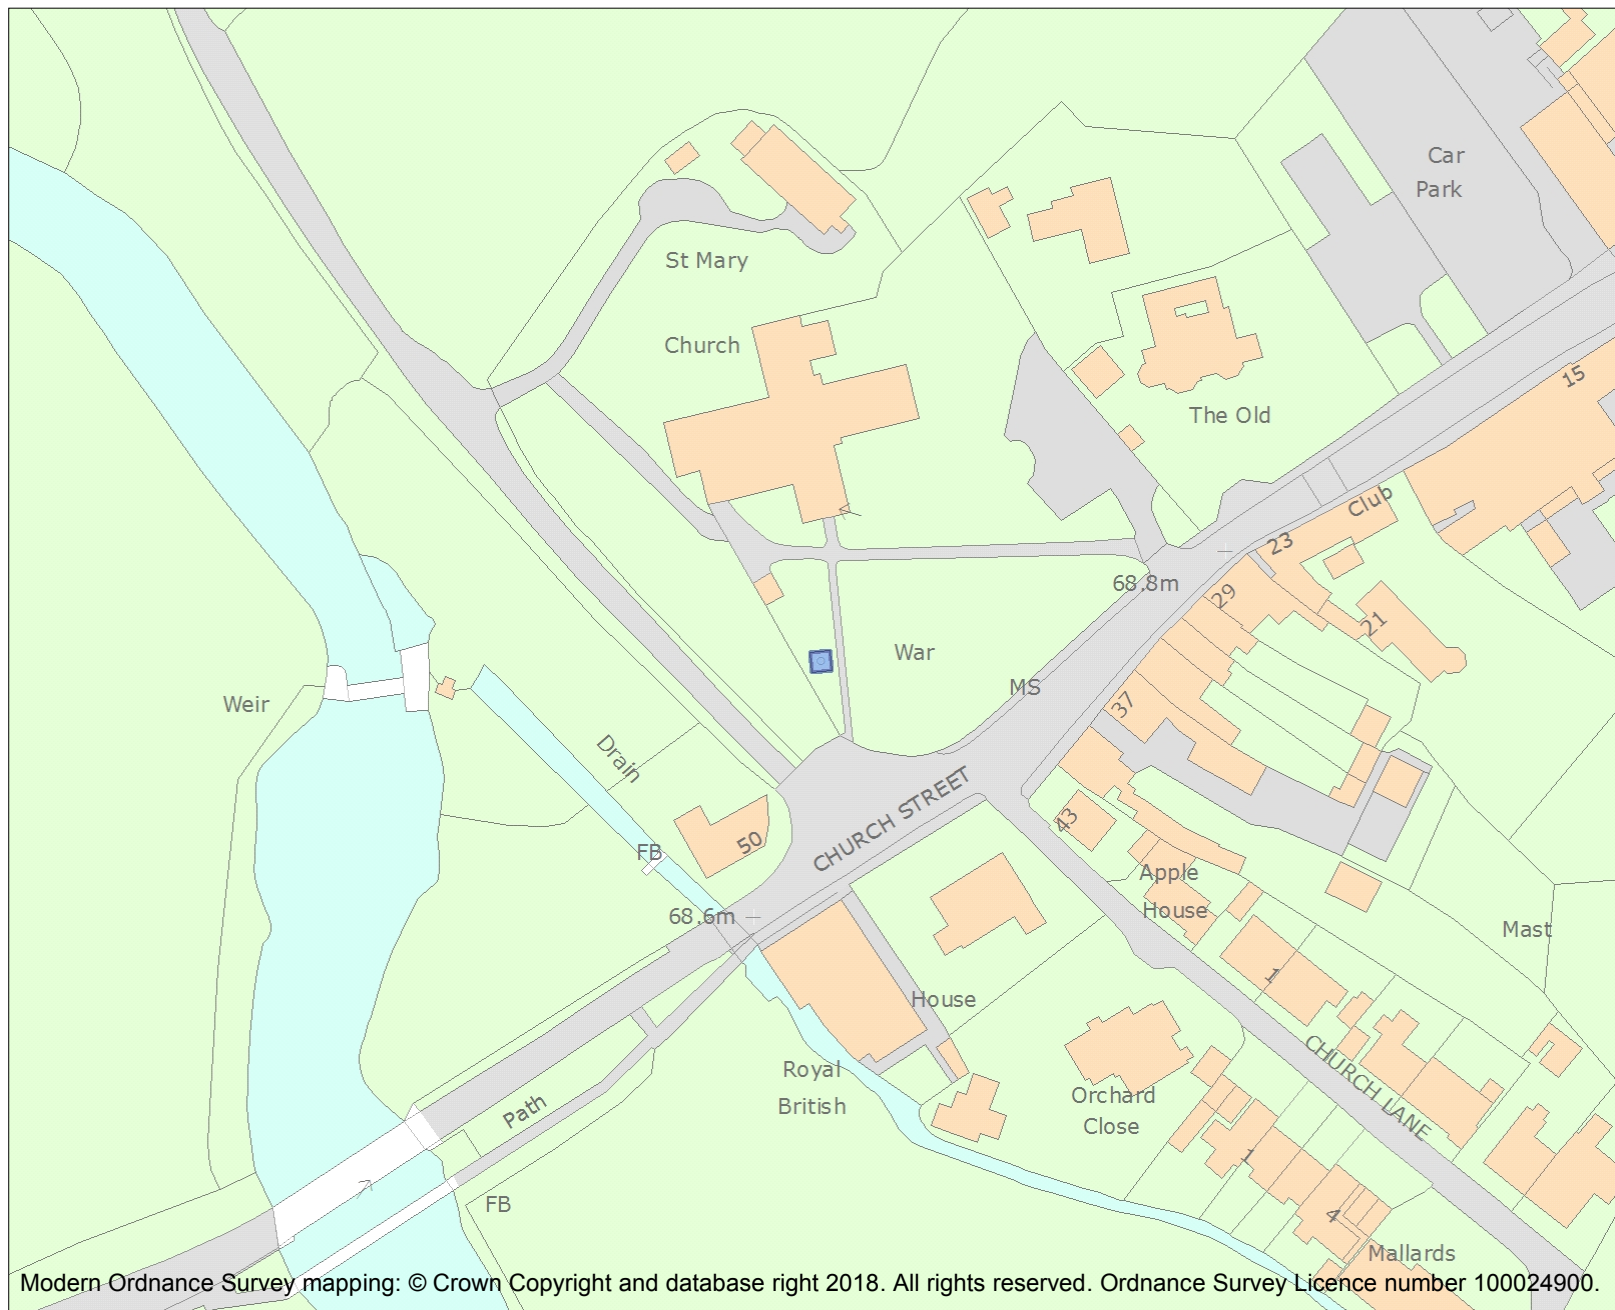 Car
Park
St Mary
Church
The Old
15
Club
23
68.8m
29
21
War
MS
37
Weir
Drain
CHURCH STREET
43
50
FB
Apple
House
68.6m
Mast
1
House
CHURCH LANE
Royal
British
Orchard
Close
Path
1
FB
4
Mallards
Modern Ordnance Survey mapping: © Crown Copyright and database right 2018. All rights reserved. Ordnance Survey Licence number 100024900.